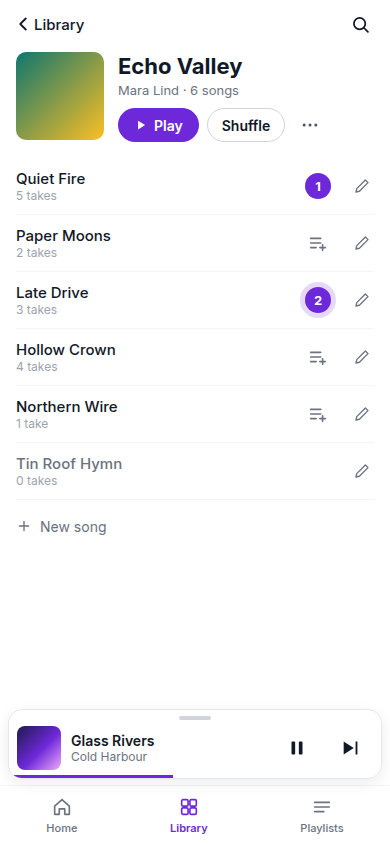 Library
Echo Valley
Mara Lind · 6 songs
Play
Shuffle
Quiet Fire
5 takes
1
Paper Moons
2 takes
Late Drive
3 takes
2
Hollow Crown
4 takes
Northern Wire
1 take
Tin Roof Hymn
0 takes
New song
Glass Rivers
Cold Harbour
Home
Library
Playlists